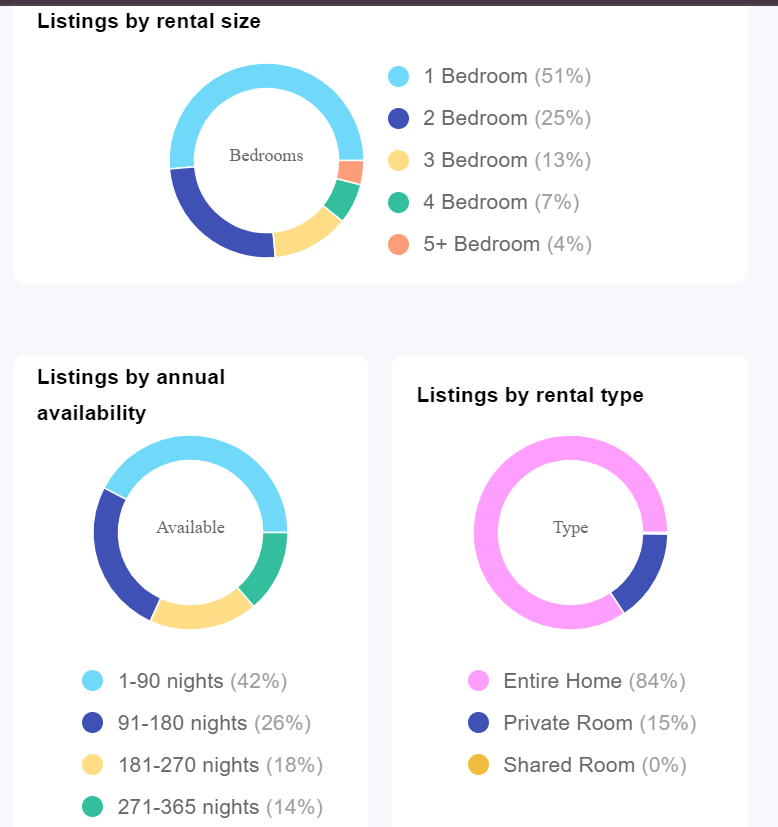 Listings by rental size
Bedrooms
1 Bedroom (51%)
2 Bedroom (25%)
3 Bedroom (13%)
4 Bedroom (7%)
5+ Bedroom (4%)
Listings by annual
availability
Available
1-90 nights (42%)
91-180 nights (26%)
181-270 nights (18%)
271-365 nights (14%)
Listings by rental type
Type
Entire Home (84%)
Private Room (15%)
Shared Room (0%)